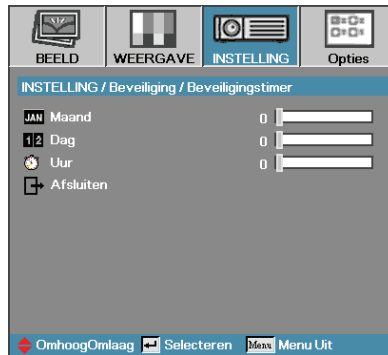 BEELD WEERGAVE INSTELLING Opties
INSTELLING / Beveiliging / Beveiligingstimer
JAN Maand 0
12 Dag 0
Uur 0
Afsluiten
OmhoogOmlaag Selecteren Menu Menu Uit